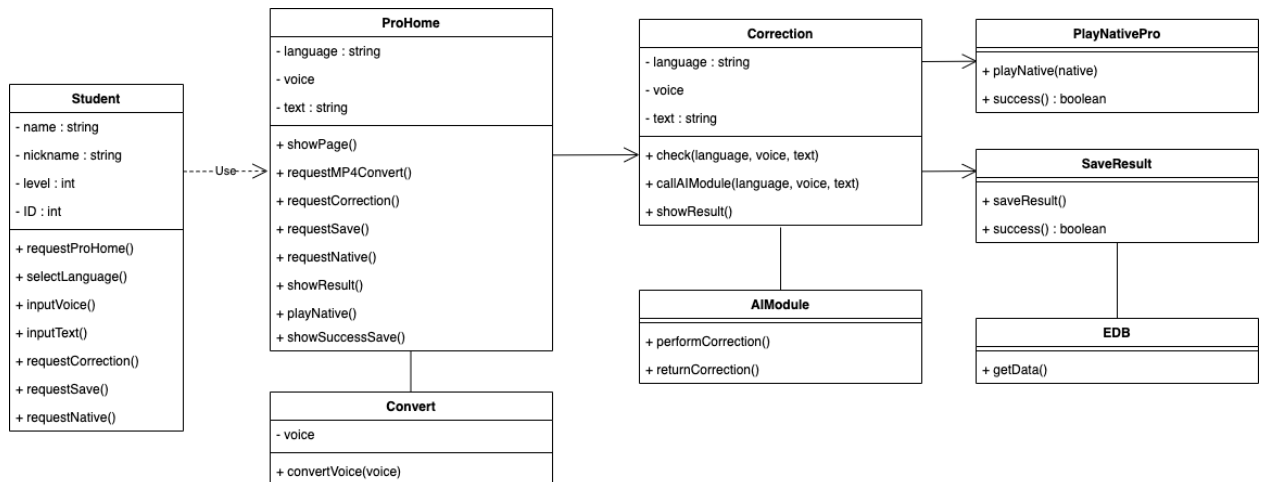 Student
- name : string
- nickname : string
- level : int
- ID : int
+ requestProHome()
+ selectLanguage()
+ inputVoice()
+ inputText()
+ requestCorrection()
+ requestSave()
+ requestNative()
Use
ProHome
- language : string
- voice
- text : string
+ showPage()
+ requestMP4Convert()
+ requestCorrection()
+ requestSave()
+ requestNative()
+ showResult()
+ playNative()
+ showSuccessSave()
Convert
- voice
+ convertVoice(voice)
Correction
- language : string
- voice
- text : string
+ check(language, voice, text)
+ callAIModule(language, voice, text)
+ showResult()
AIModule
+ performCorrection()
+ returnCorrection()
PlayNativePro
+ playNative(native)
+ success() : boolean
SaveResult
+ saveResult()
+ success() : boolean
EDB
+ getData()